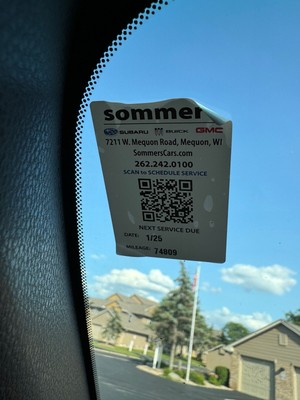 sommer
SUBARU BUICK GMC
7211 W. Mequon Road, Mequon, WI
SommersCars.com
262.242.0100
SCAN to SCHEDULE SERVICE
NEXT SERVICE DUE
DATE: 1/25
MILEAGE: 74809